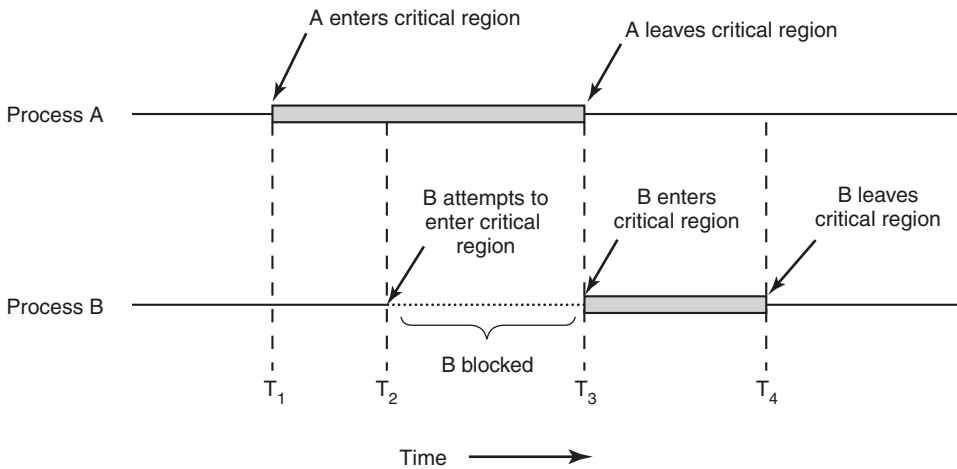 A enters critical region
A leaves critical region
Process A
B attempts to
enter critical
region
B enters
critical region
B leaves
critical region
Process B
B blocked
T1
T2
T3
T4
Time